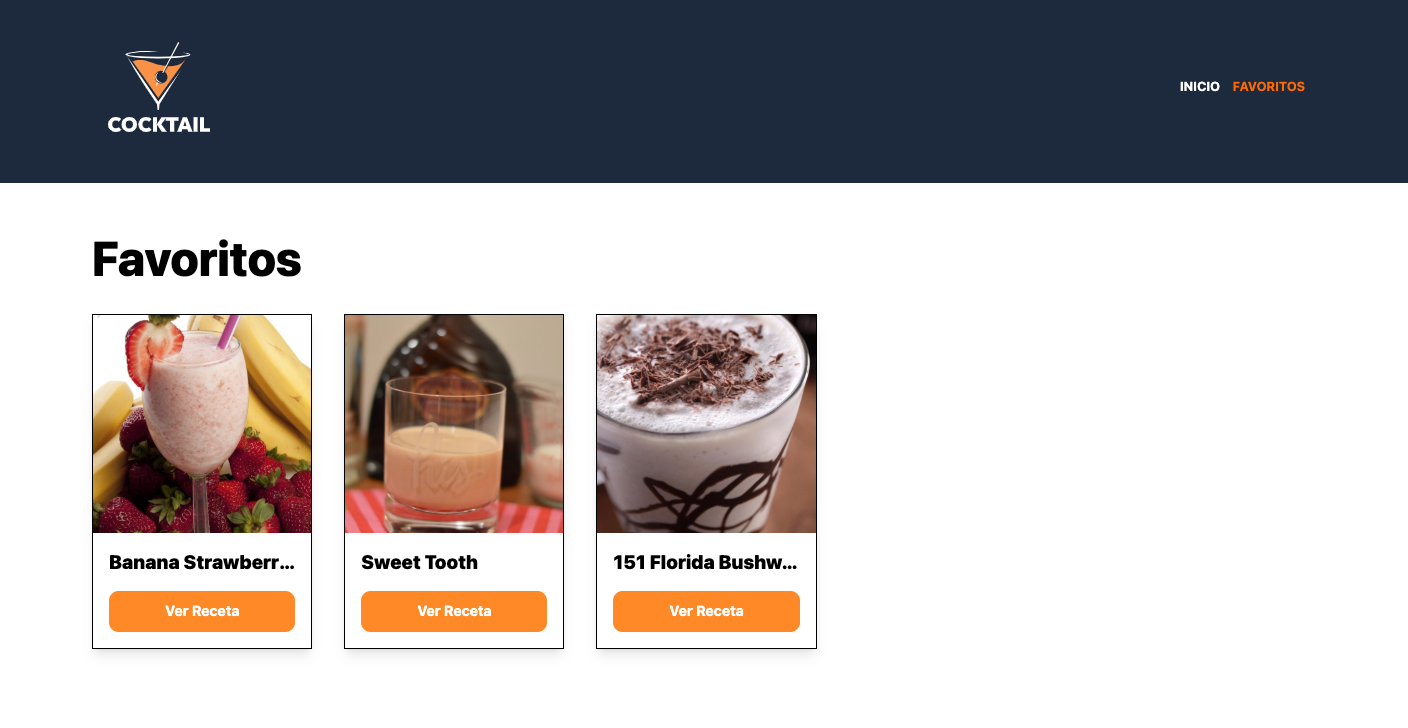 COCKTAIL
INICIO FAVORITOS
Favoritos
Banana Strawberr...
Ver Receta
Sweet Tooth
Ver Receta
151 Florida Bushw...
Ver Receta